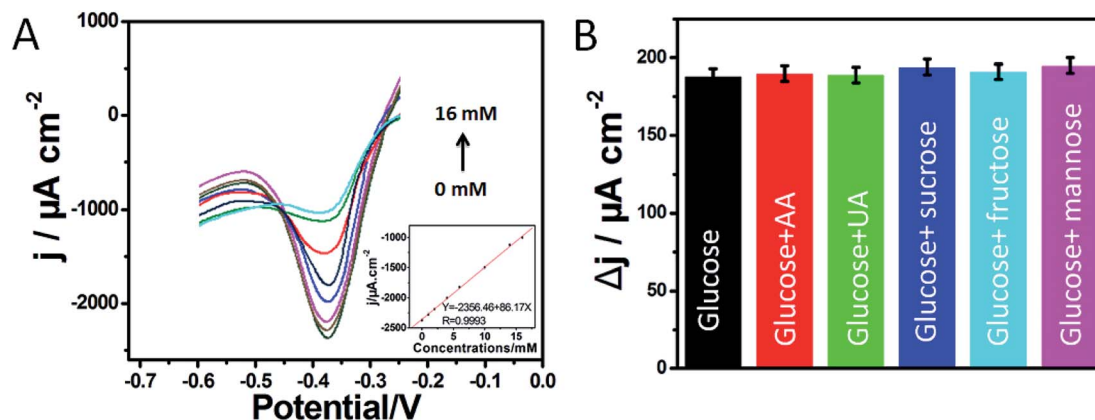 A
1000
0
-1000
-2000
j / µA cm-2
16 mM
0 mM
-1000
-1500
-2000
-2500
j/µA.cm-2
Y=-2356.46+86.17X
R=0.9993
0 5 10 15
Concentrations/mM
-0.7 -0.6 -0.5 -0.4 -0.3 -0.2 -0.1 0.0
Potential/V
B
200
150
100
50
0
Δj / µA cm-2
Glucose
Glucose+AA
Glucose+UA
Glucose+ sucrose
Glucose+ fructose
Glucose+ mannose